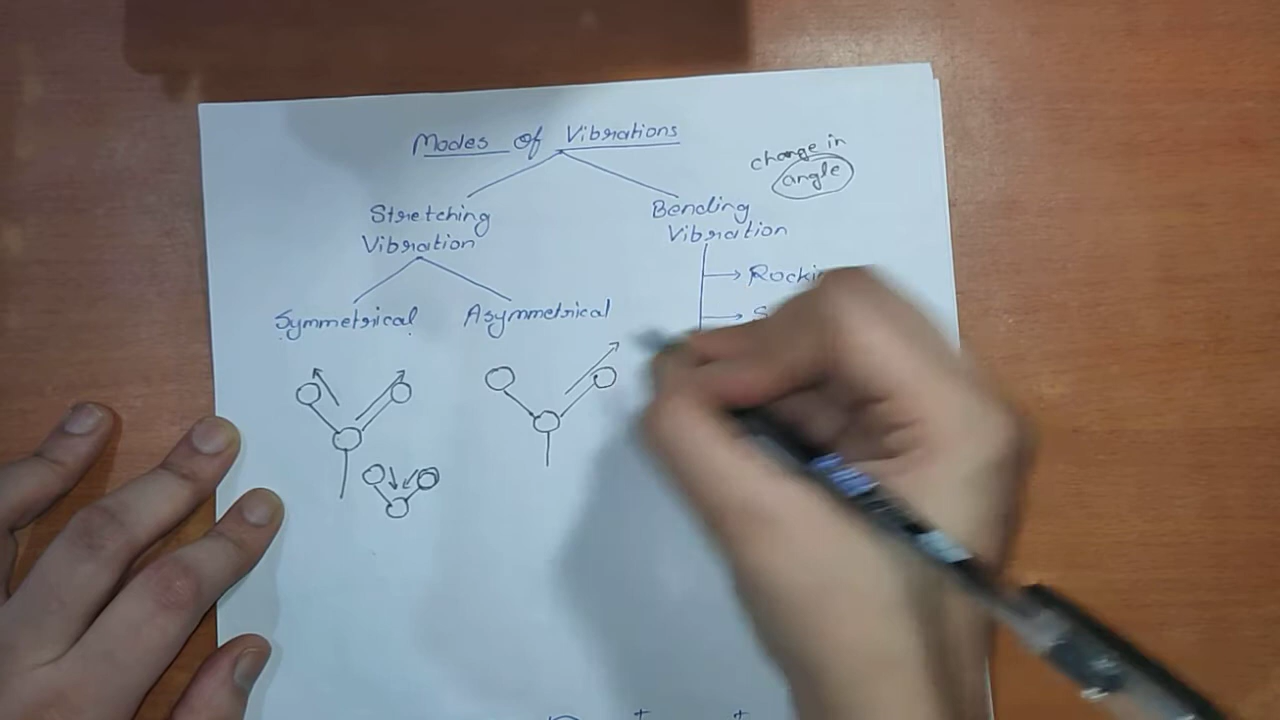 Modes of Vibrations
change in
angle
Stretching
Vibration
Bending
Vibration
Symmetrical
Asymmetrical
+ +